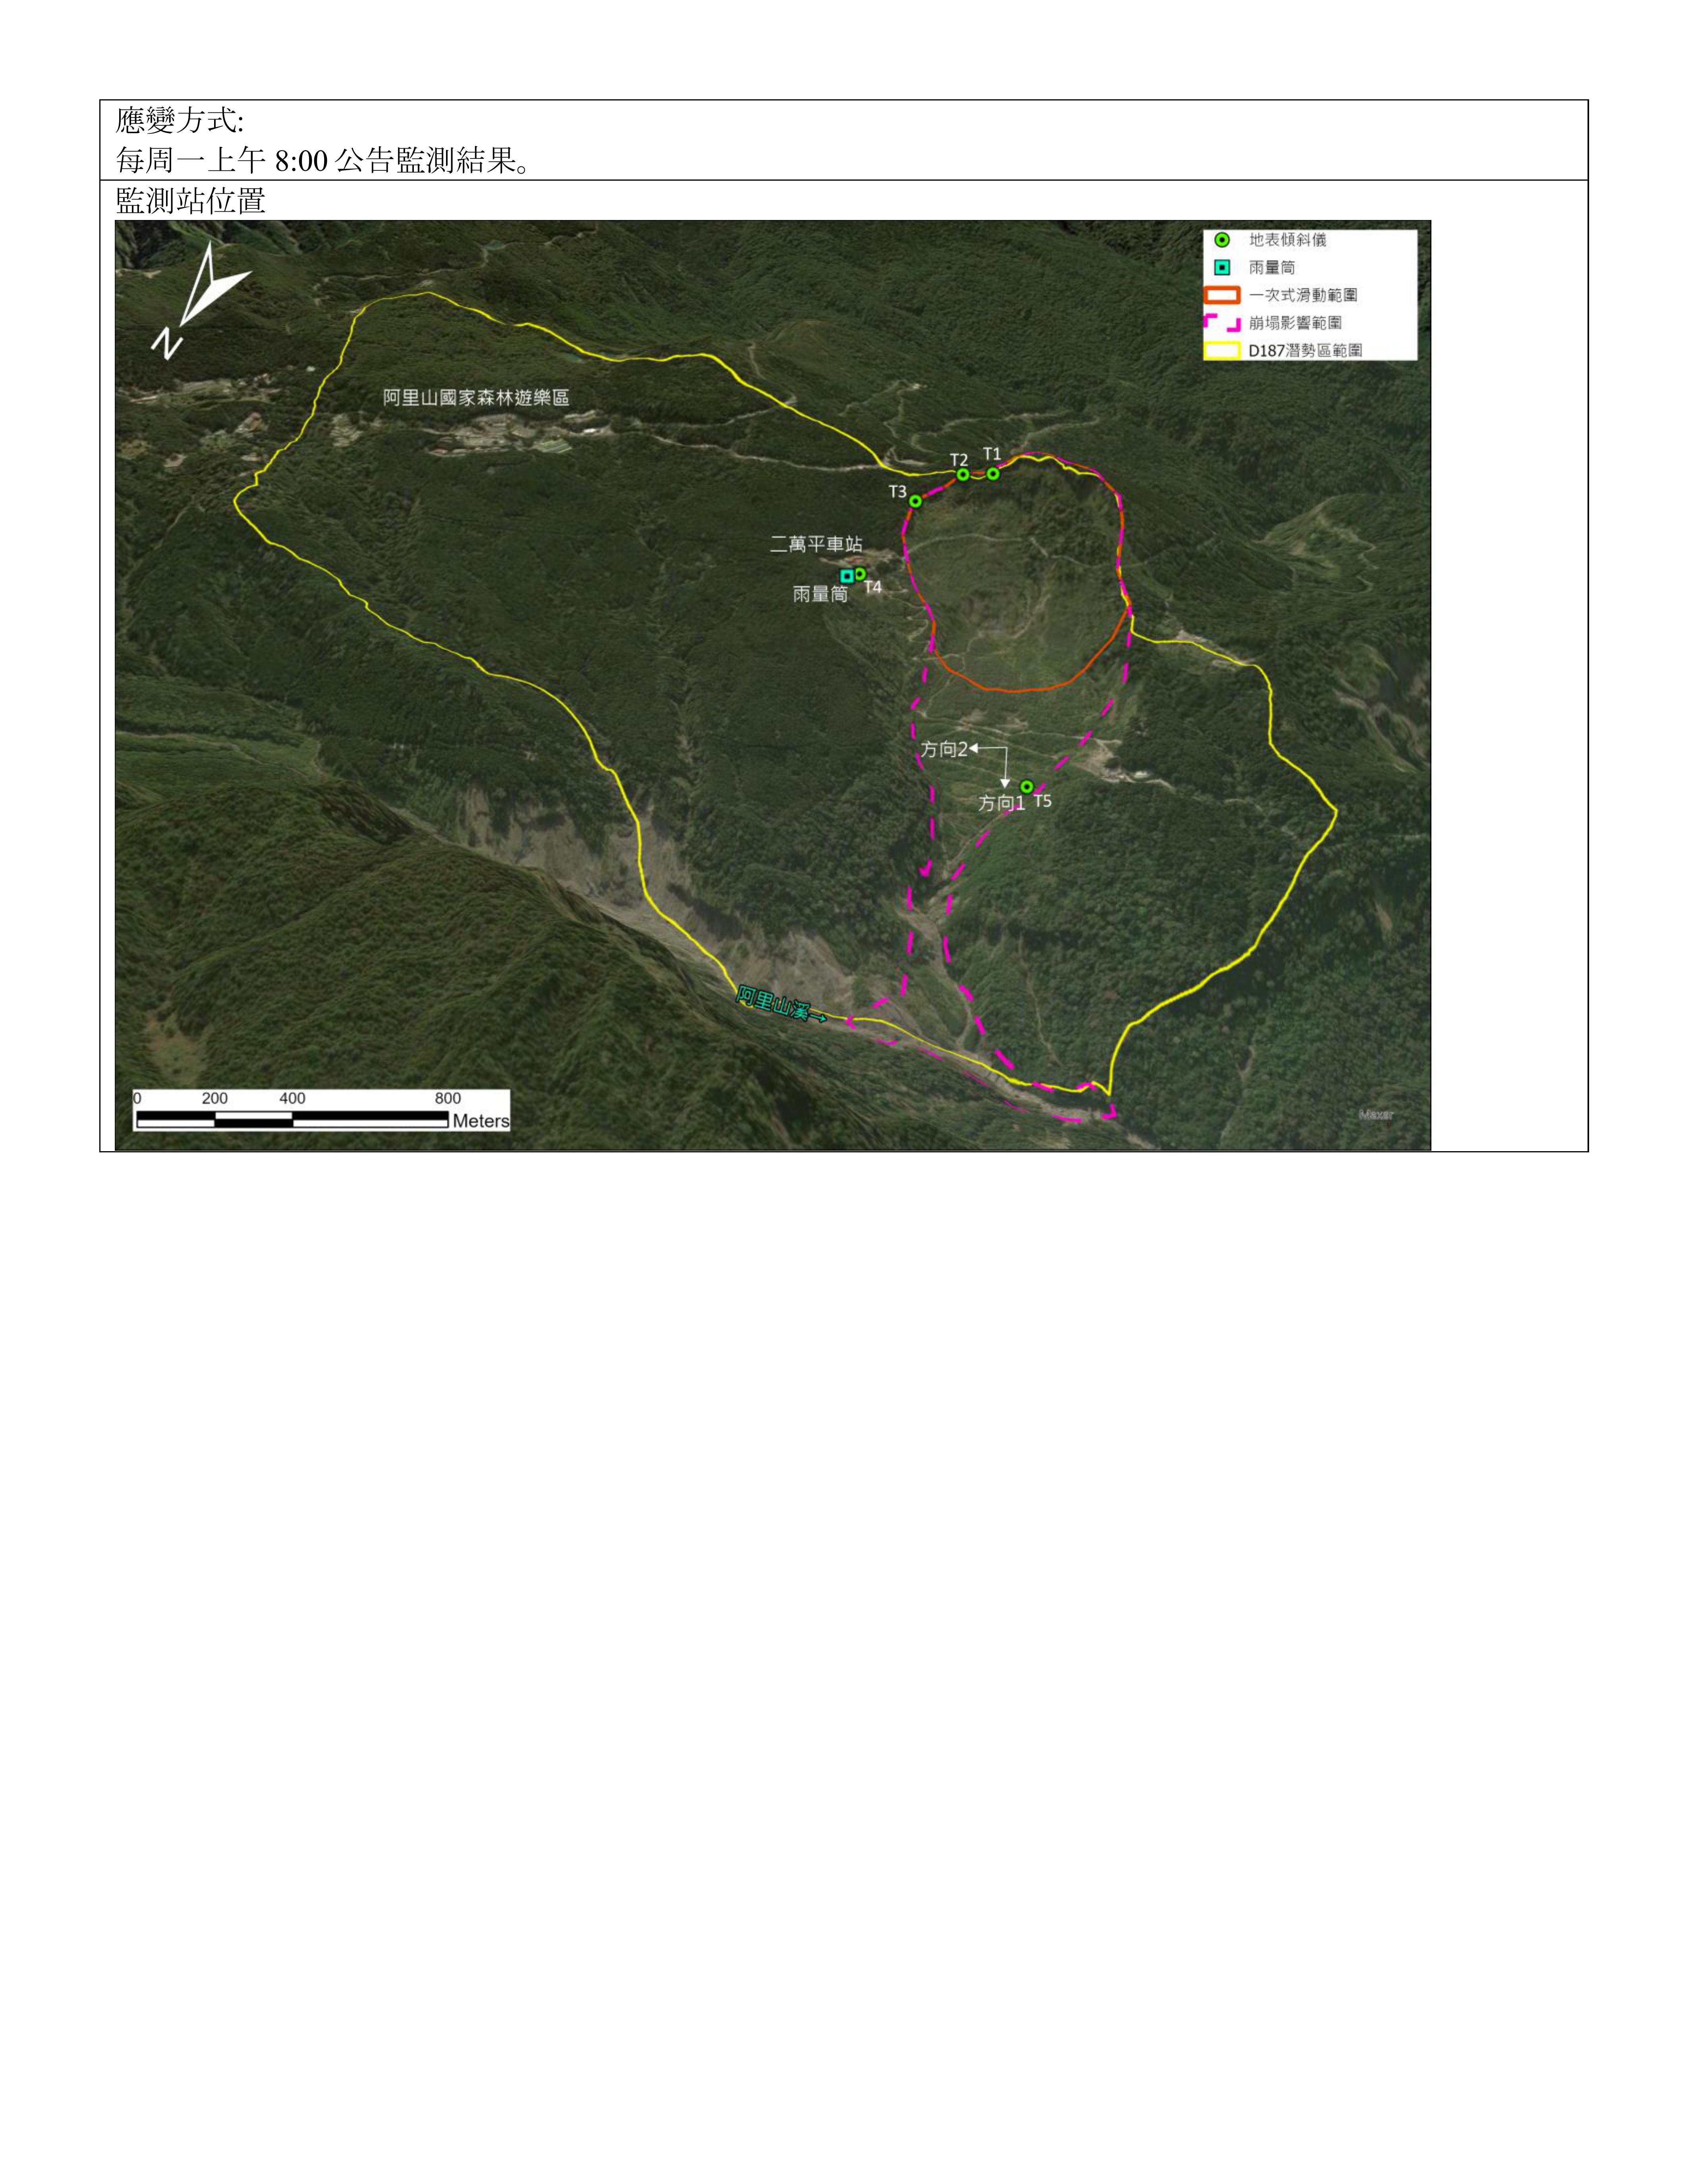 應變方式:
每周一上午 8:00 公告監測結果。
監測站位置
地表傾斜儀
雨量筒
一次式滑動範圍
崩塌影響範圍
D187潛勢區範圍
N
阿里山國家森林遊樂區
T2
T1
T3
二萬平車站
T4
雨量筒
方向2
方向1
T5
阿里山溪→
0 200 400 800
Meters
Maxar